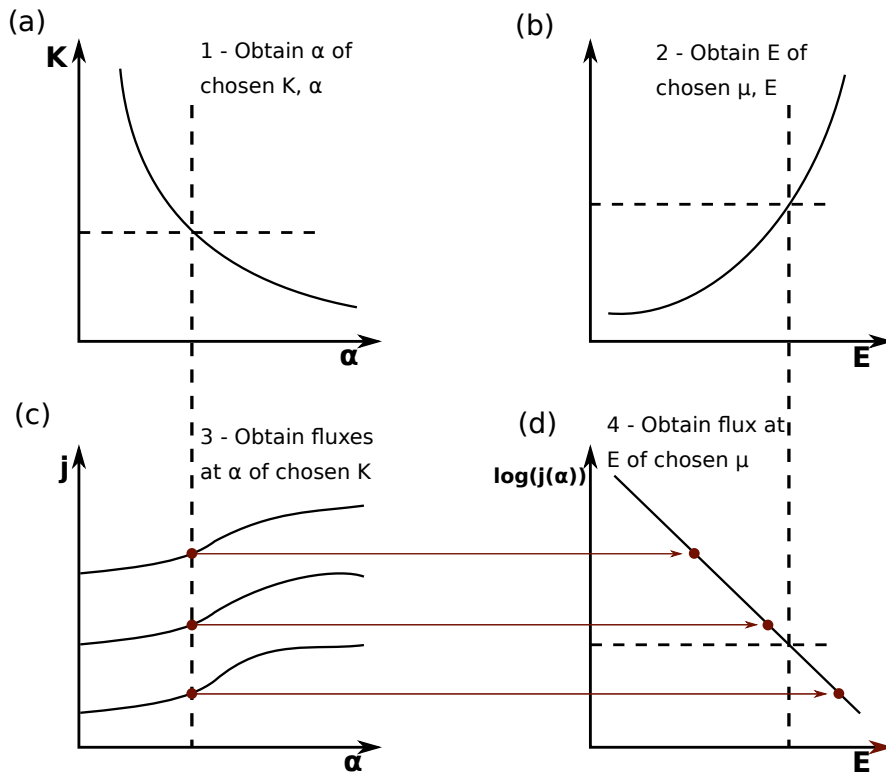 (a)
K
1 - Obtain α of
chosen K, α
α
(b)
2 - Obtain E of
chosen μ, E
E
(c)
j
3 - Obtain fluxes
at α of chosen K
α
(d)
log(j(α))
4 - Obtain flux at
E of chosen μ
E